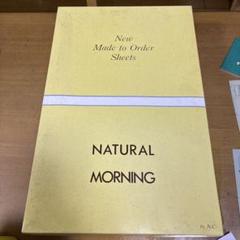 New
Made to Order
Sheets
NATURAL
MORNING